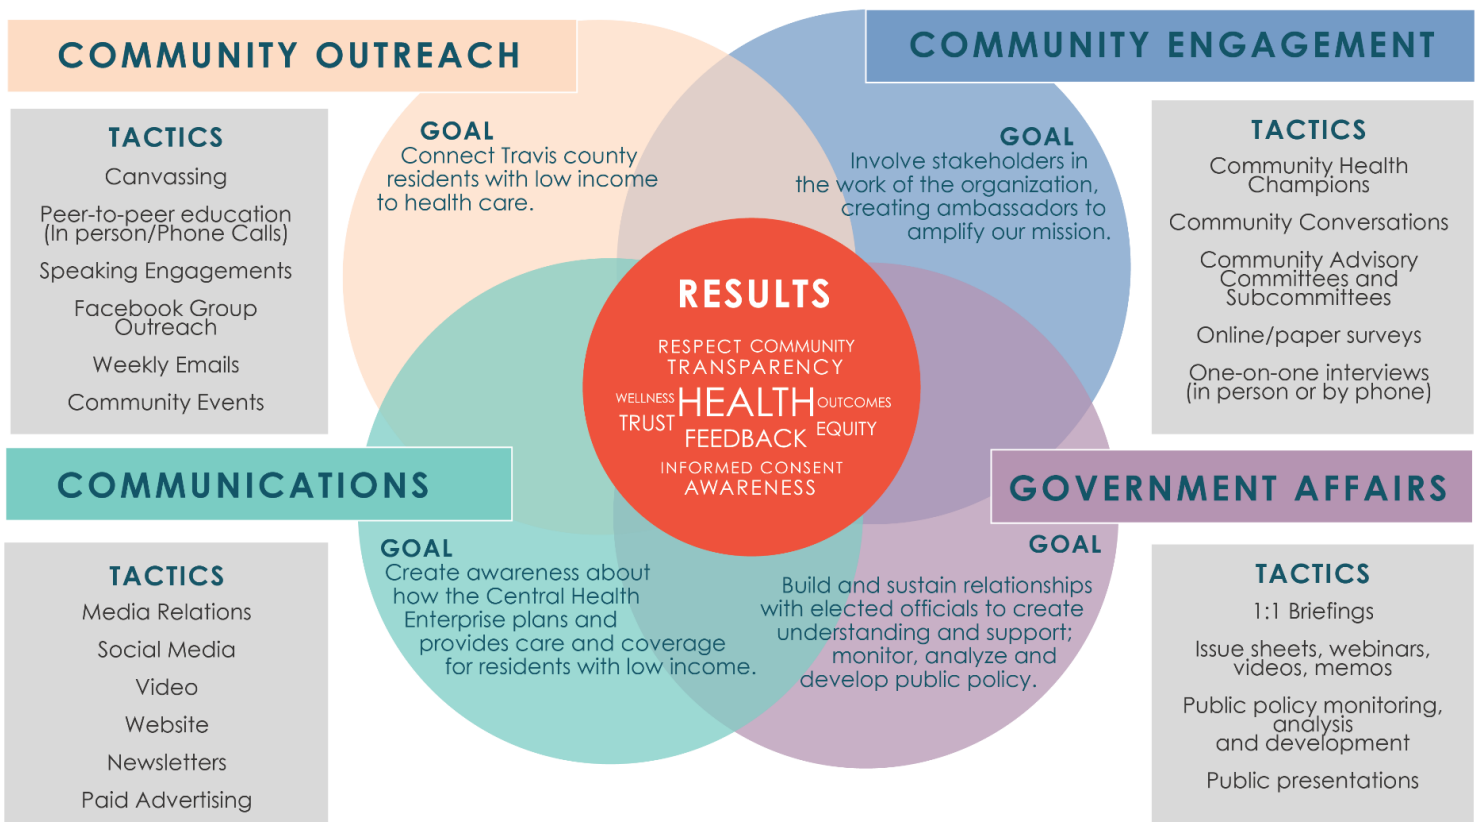 COMMUNITY OUTREACH
TACTICS
Canvassing
Peer-to-peer education
(In person/Phone Calls)
Speaking Engagements
Facebook Group
Outreach
Weekly Emails
Community Events
GOAL
Connect Travis county
residents with low income
to health care.
COMMUNITY ENGAGEMENT
GOAL
Involve stakeholders in
the work of the organization,
creating ambassadors to
amplify our mission.
TACTICS
Community Health
Champions
Community Conversations
Community Advisory
Committees and
Subcommittees
Online/paper surveys
One-on-one interviews
(in person or by phone)
RESULTS
RESPECT COMMUNITY
TRANSPARENCY
WELLNESS HEALTH OUTCOMES
TRUST FEEDBACK EQUITY
INFORMED CONSENT
AWARENESS
COMMUNICATIONS
TACTICS
Media Relations
Social Media
Video
Website
Newsletters
Paid Advertising
GOAL
Create awareness about
how the Central Health
Enterprise plans and
provides care and coverage
for residents with low income.
GOVERNMENT AFFAIRS
GOAL
Build and sustain relationships
with elected officials to create
understanding and support;
monitor, analyze and
develop public policy.
TACTICS
1:1 Briefings
Issue sheets, webinars,
videos, memos
Public policy monitoring,
analysis
and development
Public presentations